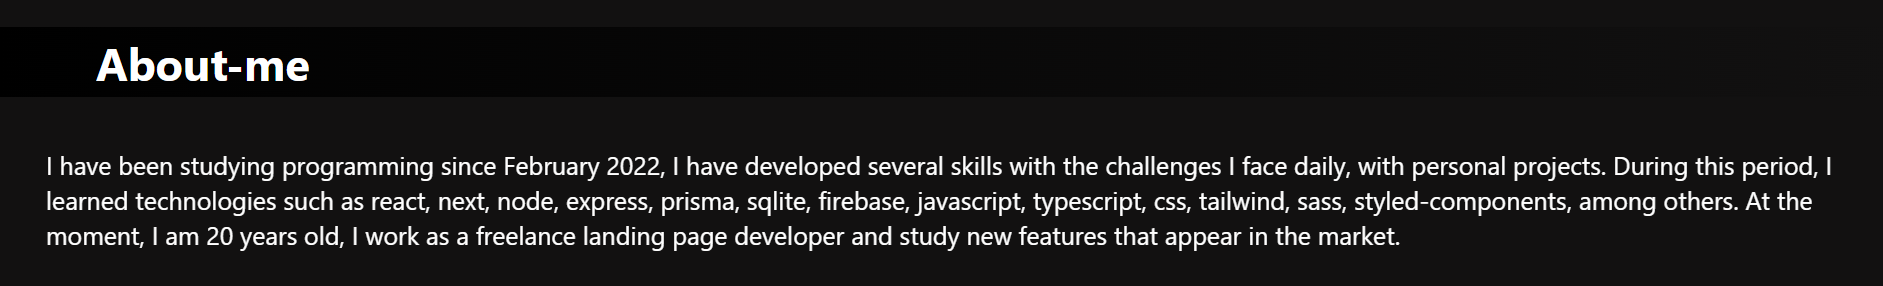 About-me
I have been studying programming since February 2022, I have developed several skills with the challenges I face daily, with personal projects. During this period, I
learned technologies such as react, next, node, express, prisma, sqlite, firebase, javascript, typescript, css, tailwind, sass, styled-components, among others. At the
moment, I am 20 years old, I work as a freelance landing page developer and study new features that appear in the market.